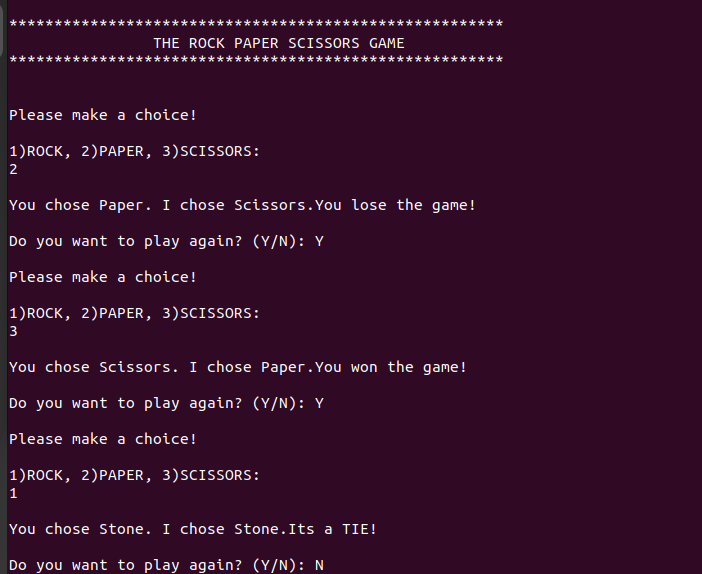 *******************************************************
THE ROCK PAPER SCISSORS GAME
*******************************************************
Please make a choice!
1)ROCK, 2)PAPER, 3)SCISSORS:
2
You chose Paper. I chose Scissors.You lose the game!
Do you want to play again? (Y/N): Y
Please make a choice!
1)ROCK, 2)PAPER, 3)SCISSORS:
3
You chose Scissors. I chose Paper.You won the game!
Do you want to play again? (Y/N): Y
Please make a choice!
1)ROCK, 2)PAPER, 3)SCISSORS:
1
You chose Stone. I chose Stone.Its a TIE!
Do you want to play again? (Y/N): N